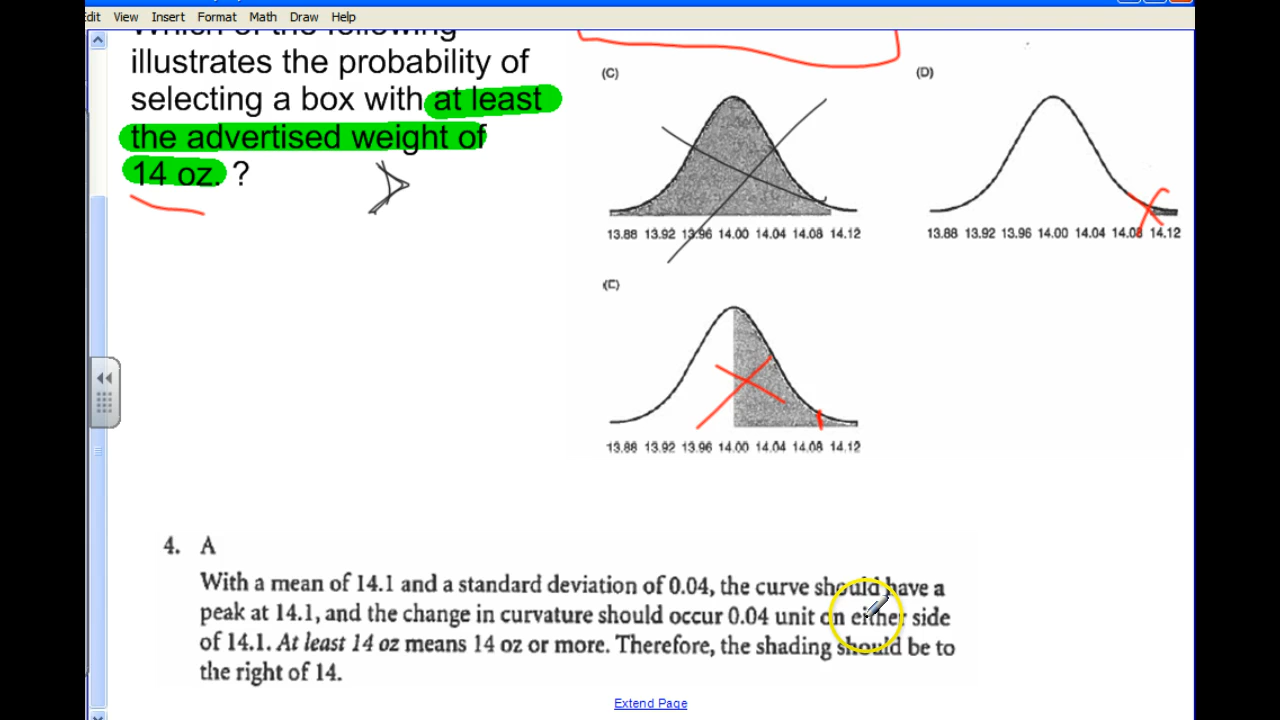 dit View Insert Format Math Draw Help
Which of the following
illustrates the probability of
selecting a box with at least
the advertised weight of
14 oz. ?
(C)
13.88 13.92 13.96 14.00 14.04 14.08 14.12
(D)
13.88 13.92 13.96 14.00 14.04 14.08 14.12
(E)
13.88 13.92 13.96 14.00 14.04 14.08 14.12
4. A
With a mean of 14.1 and a standard deviation of 0.04, the curve should have a
peak at 14.1, and the change in curvature should occur 0.04 unit on either side
of 14.1. At least 14 oz means 14 oz or more. Therefore, the shading should be to
the right of 14.
Extend Page